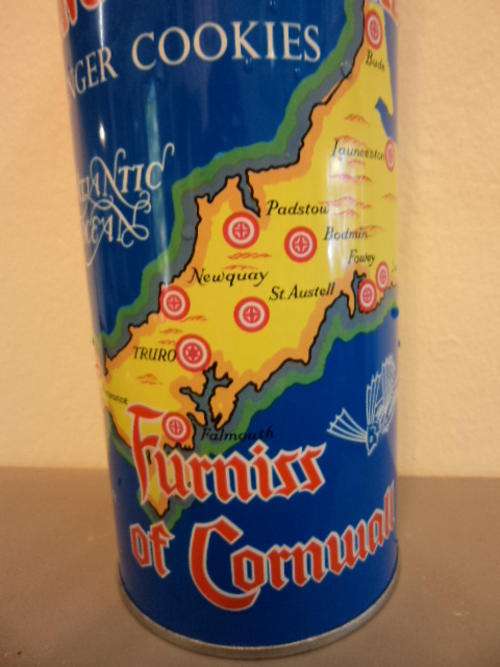 COOKIES
Bude
Launceston
Padstow
Bodmin
Fowey
Newquay
St.Austell
TRURO
Falmouth
Furniss
of Cornwall